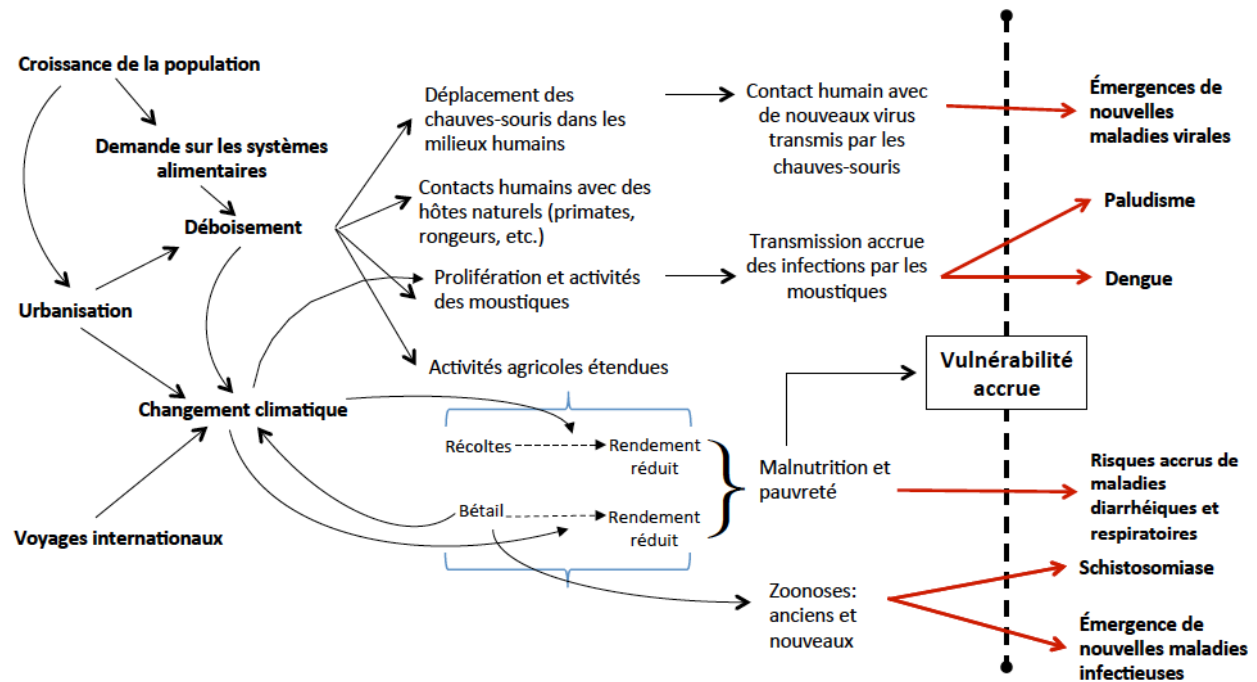 Croissance de la population
Demande sur les systèmes
alimentaires
Déboisement
Urbanisation
Changement climatique
Voyages internationaux
Déplacement des
chauves-souris dans les
milieux humains
Contacts humains avec des
hôtes naturels (primates,
rongeurs, etc.)
Prolifération et activités
des moustiques
Activités agricoles étendues
Récoltes
Rendement
réduit
Bétail
Rendement
réduit
Contact humain avec
de nouveaux virus
transmis par les
chauves-souris
Transmission accrue
des infections par les
moustiques
Malnutrition et
pauvreté
Zoonoses:
anciens et
nouveaux
Vulnérabilité
accrue
Émergences de
nouvelles
maladies virales
Paludisme
Dengue
Risques accrus de
maladies
diarrhéiques et
respiratoires
Schistosomiase
Émergence de
nouvelles maladies
infectieuses